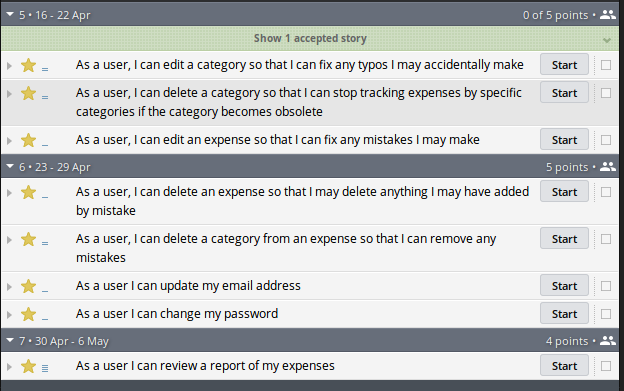 5 • 16 - 22 Apr 0 of 5 points •
Show 1 accepted story
As a user, I can edit a category so that I can fix any typos I may accidentally make Start
As a user, I can delete a category so that I can stop tracking expenses by specific Start
categories if the category becomes obsolete
As a user, I can edit an expense so that I can fix any mistakes I may make Start
6 • 23 - 29 Apr 5 points •
As a user, I can delete an expense so that I may delete anything I may have added Start
by mistake
As a user, I can delete a category from an expense so that I can remove any Start
mistakes
As a user I can update my email address Start
As a user I can change my password Start
7 • 30 Apr - 6 May 4 points •
As a user I can review a report of my expenses Start